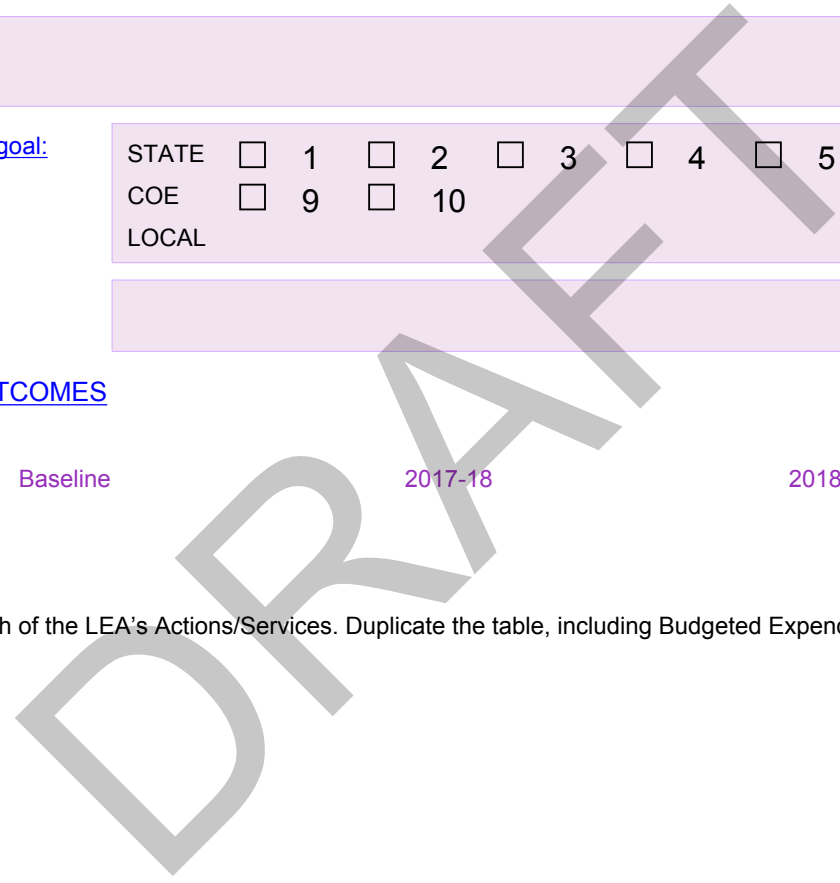 goal:
STATE ☐ 1 ☐ 2 ☐ 3 ☐ 4 ☐ 5
COE ☐ 9 ☐ 10
LOCAL
TCOMES
Baseline 2017-18 2018
h of the LEA’s Actions/Services. Duplicate the table, including Budgeted Expend
DRAFT